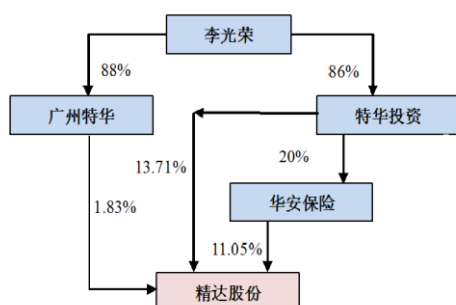 李光荣
88%
86%
广州特华
特华投资
20%
13.71%
1.83%
华安保险
11.05%
精达股份